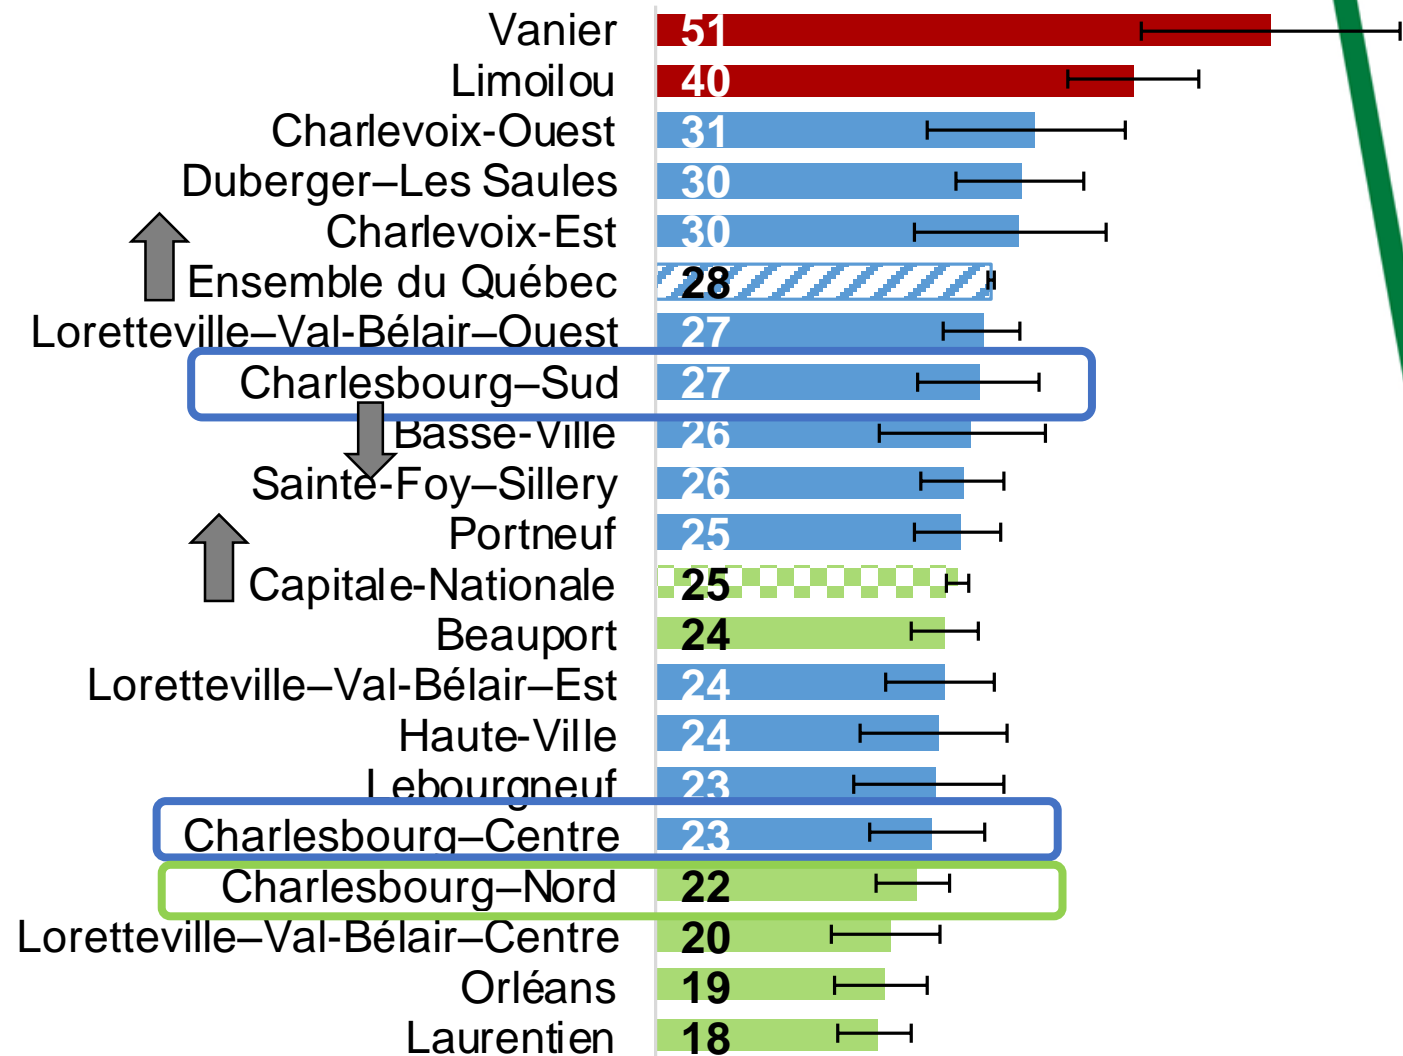 Vanier 51
Limoilou 40
Charlevoix-Ouest 31
Duberger–Les Saules 30
Charlevoix-Est 30
Ensemble du Québec 28
Loretteville–Val-Bélair–Ouest 27
Charlesbourg–Sud 27
Basse-Ville 26
Sainte-Foy–Sillery 26
Portneuf 25
Capitale-Nationale 25
Beauport 24
Loretteville–Val-Bélair–Est 24
Haute-Ville 24
Lebourgneuf 23
Charlesbourg–Centre 23
Charlesbourg–Nord 22
Loretteville–Val-Bélair–Centre 20
Orléans 19
Laurentien 18